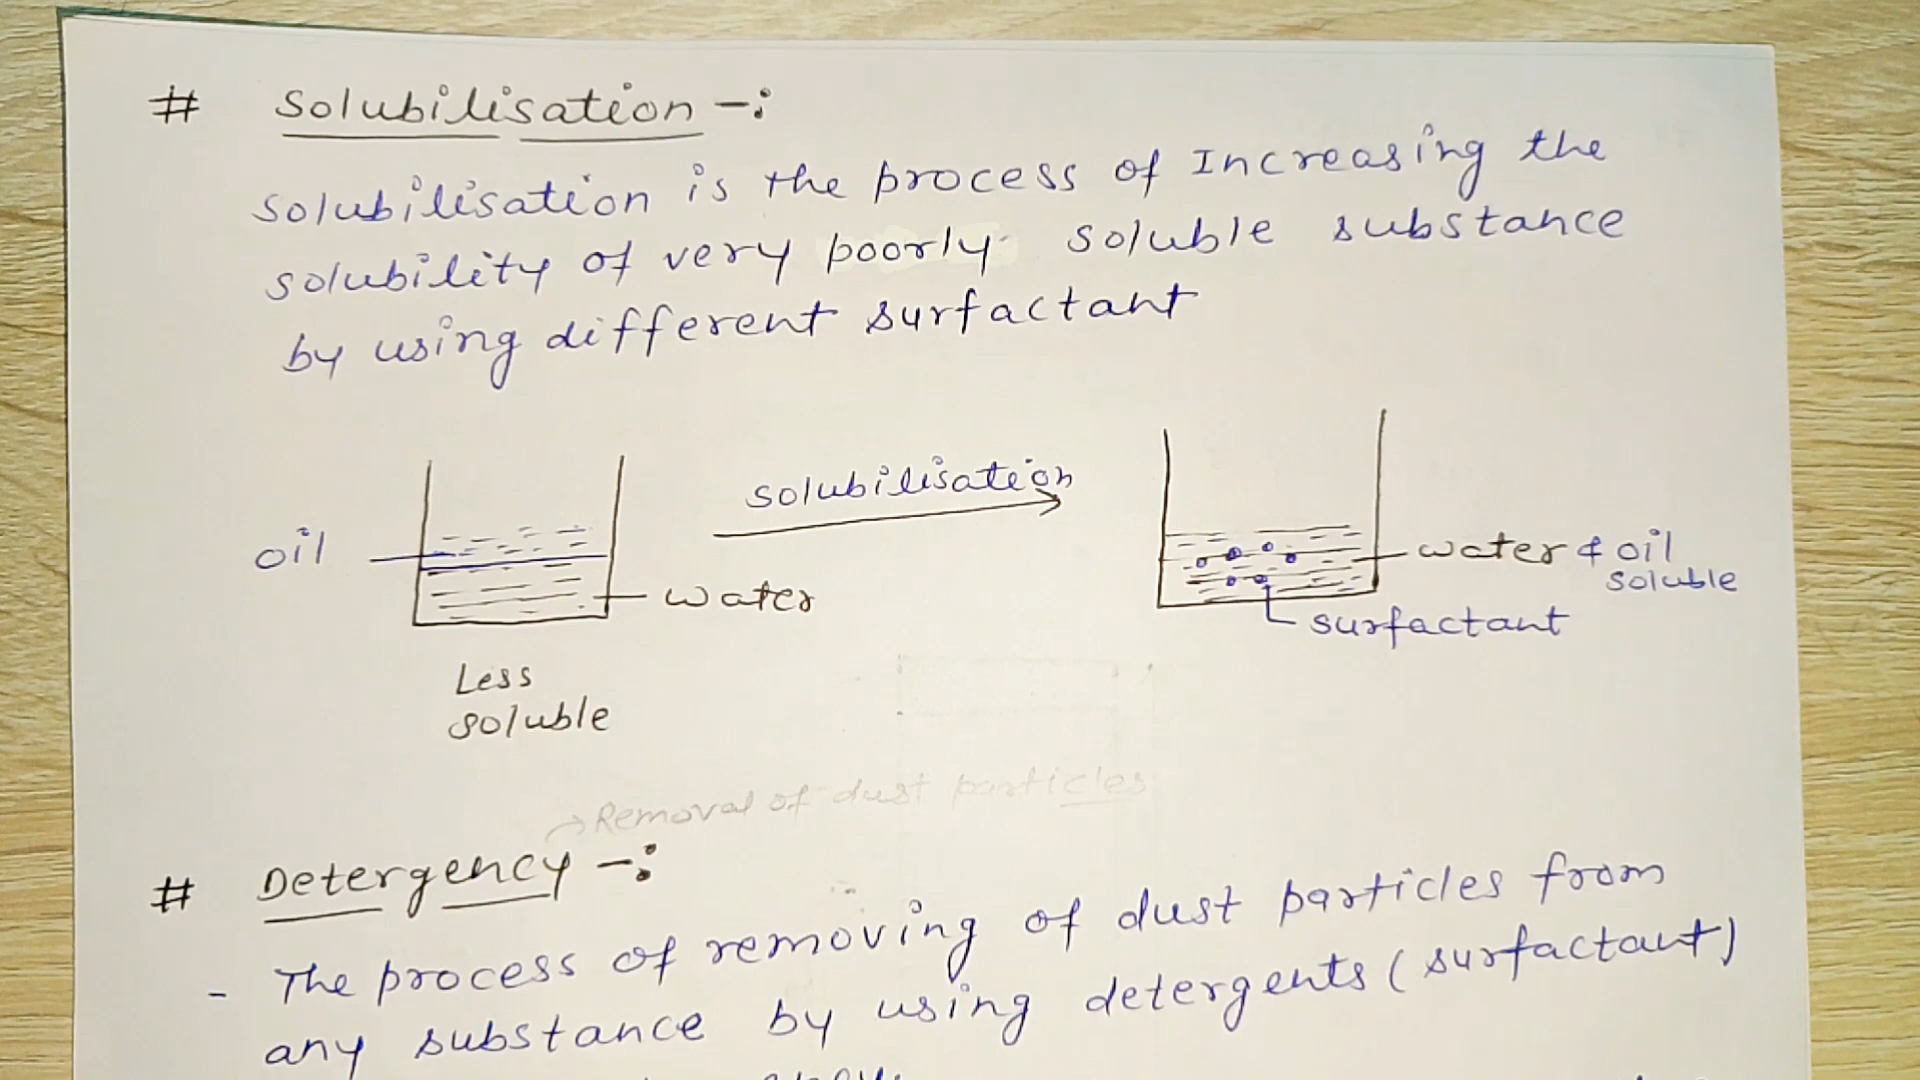 # Solubilisation -:
Solubilisation is the process of Increasing the
solubility of very poorly soluble substance
by using different surfactant
solubilisation
oil
water
Less
soluble
water & oil
soluble
surfactant
→ Removal of dust particles
# Detergency -:
- The process of removing of dust particles from
any substance by using detergents (surfactant)